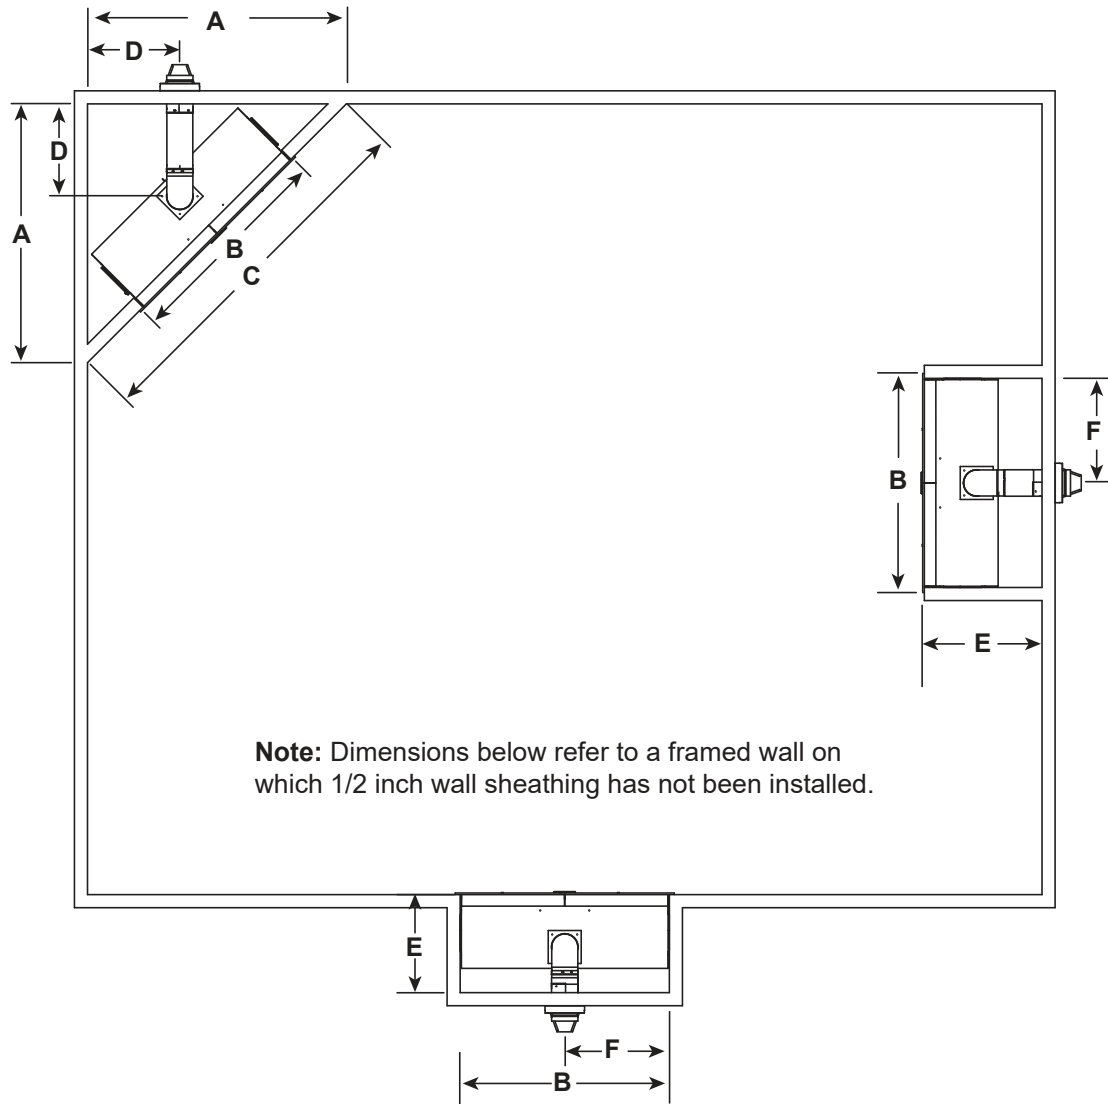 A
D
D
A
B
C
F
B
E
Note: Dimensions below refer to a framed wall on
which 1/2 inch wall sheathing has not been installed.
E
F
B